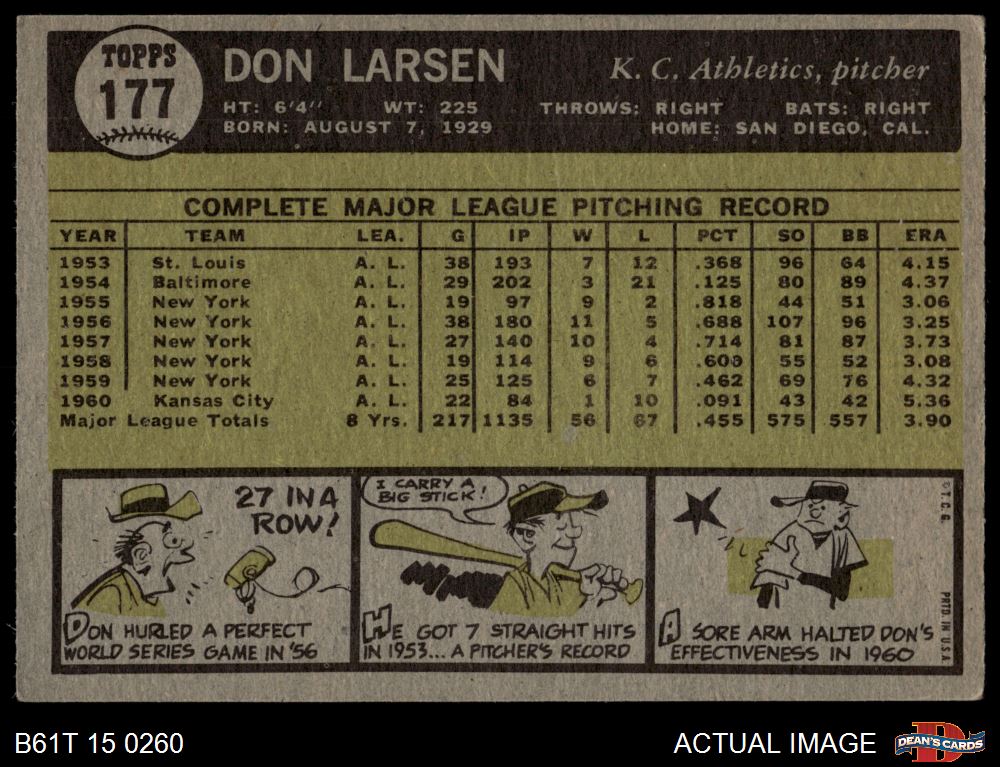 TOPPS
177
DON LARSEN
K. C. Athletics, pitcher
HT: 6'4" WT: 225 THROWS: RIGHT BATS: RIGHT
BORN: AUGUST 7, 1929 HOME: SAN DIEGO, CAL.
COMPLETE MAJOR LEAGUE PITCHING RECORD
YEAR TEAM LEA. G IP W L PCT SO BB ERA
1953 St. Louis A. L. 38 193 7 12 .368 96 64 4.15
1954 Baltimore A. L. 29 202 3 21 .125 80 89 4.37
1955 New York A. L. 19 97 9 2 .818 44 51 3.06
1956 New York A. L. 38 180 11 5 .688 107 96 3.25
1957 New York A. L. 27 140 10 4 .714 81 87 3.73
1958 New York A. L. 19 114 9 6 .600 55 52 3.08
1959 New York A. L. 25 125 6 7 .462 69 76 4.32
1960 Kansas City A. L. 22 84 1 10 .091 43 42 5.36
Major League Totals 8 Yrs. 217 1135 56 67 .455 575 557 3.90
27 IN A
ROW!
DON HURLED A PERFECT
WORLD SERIES GAME IN '56
I CARRY A
BIG STICK!
HE GOT 7 STRAIGHT HITS
IN 1953... A PITCHER'S RECORD
A SORE ARM HALTED DON'S
EFFECTIVENESS IN 1960
© T. C. G.
PRTD. IN U.S.A.
B61T 15 0260
ACTUAL IMAGE
D
DEAN'S CARDS